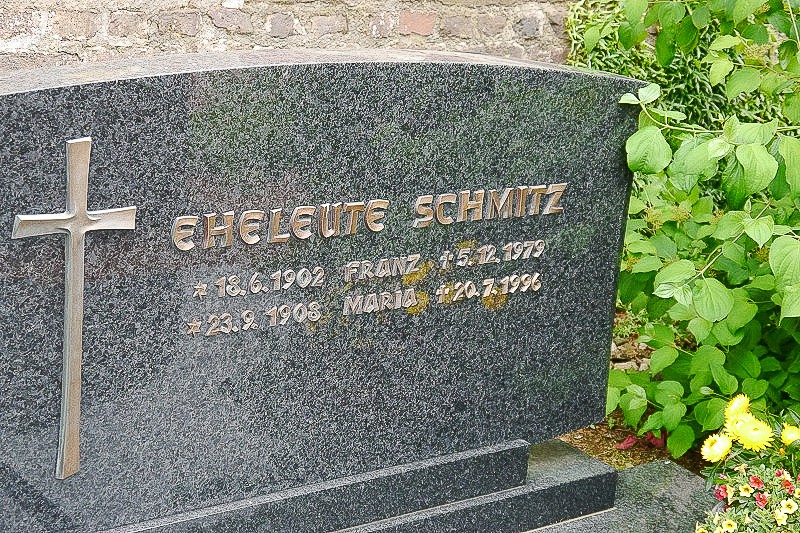 EHELEUTE SCHMITZ
* 18.6.1902 FRANZ † 5.12.1979
* 23.9.1908 MARIA † 20.7.1996